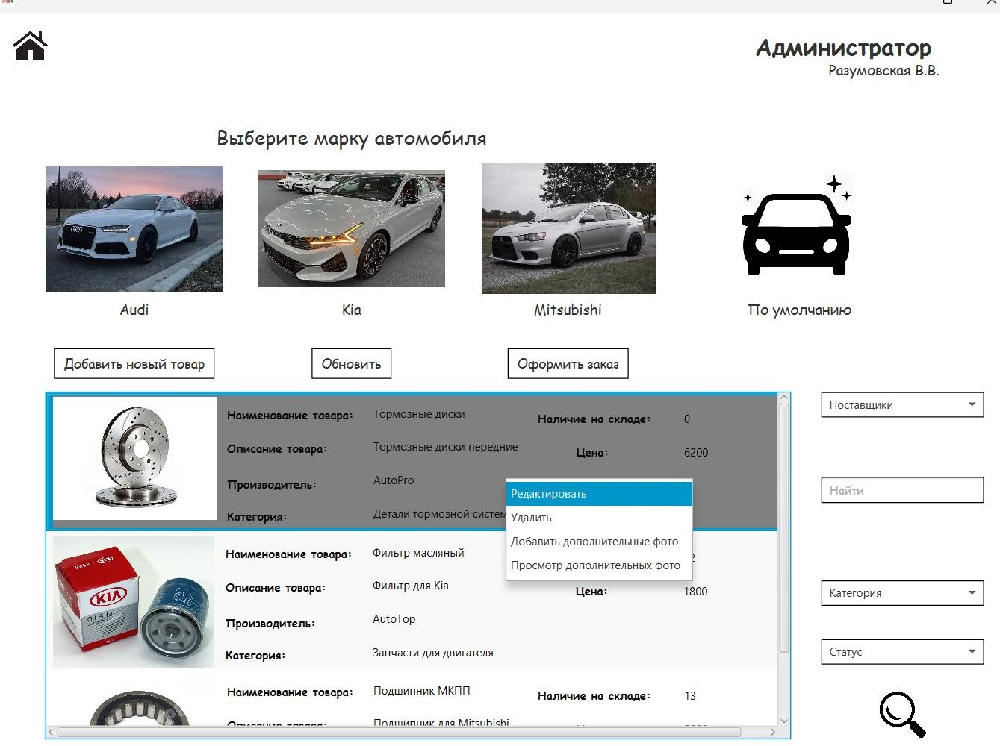 Администратор
Разумовская В.В.
Выберите марку автомобиля
Audi
Kia
Mitsubishi
По умолчанию
Добавить новый товар
Обновить
Оформить заказ
Поставщики
Найти
Категория
Статус
Наименование товара: Тормозные диски Наличие на складе: 0
Описание товара: Тормозные диски передние Цена: 6200
Производитель: AutoPro
Категория: Детали тормозной систем
Редактировать
Удалить
Добавить дополнительные фото
Просмотр дополнительных фото
KIA
Oil Filter
Наименование товара: Фильтр масляный
Описание товара: Фильтр для Kia Цена: 1800
Производитель: AutoTop
Категория: Запчасти для двигателя
Наименование товара: Подшипник МКПП Наличие на складе: 13
Описание товара: Подшипник для Mitsubishi